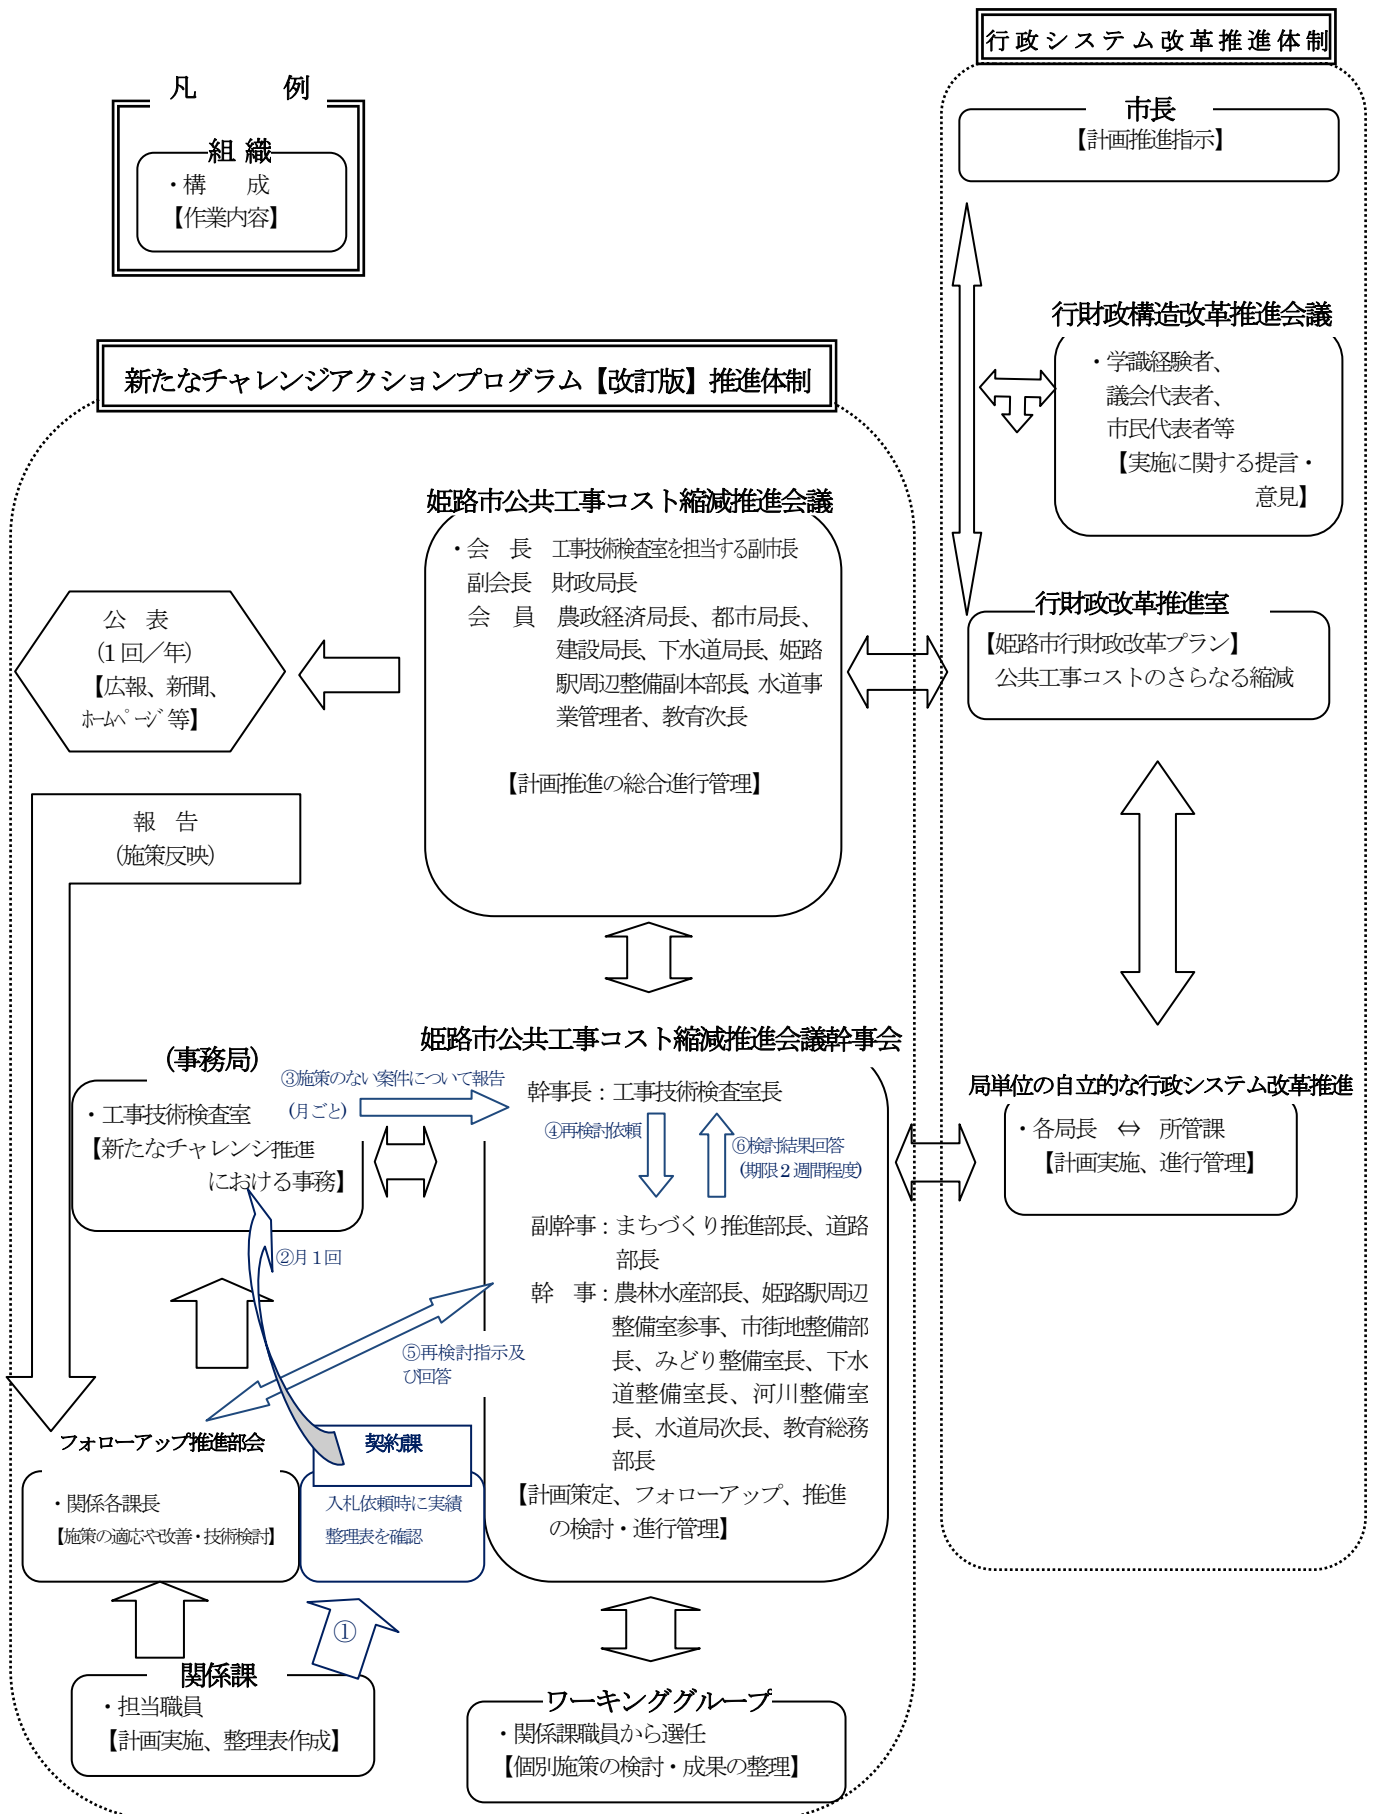 行政システム改革推進体制
市長
【計画推進指示】
凡　例
組 織
・構　成
【作業内容】
行財政構造改革推進会議
・学識経験者、
議会代表者、
市民代表者等
【実施に関する提言・
意見】
新たなチャレンジアクションプログラム【改訂版】推進体制
姫路市公共工事コスト縮減推進会議
・会　長　工事技術検査室を担当する副市長
副会長　財政局長
会　員　農政経済局長、都市局長、
建設局長、下水道局長、姫路
駅周辺整備副本部長、水道事
業管理者、教育次長
【計画推進の総合進行管理】
公　表
(1回／年)
【広報、新聞、
ホームページ等】
行財政改革推進室
【姫路市行財政改革プラン】
公共工事コストのさらなる縮減
報　告
(施策反映)
(事務局)
・工事技術検査室
【新たなチャレンジ推進
における事務】
③施策のない案件について報告
(月ごと)
姫路市公共工事コスト縮減推進会議幹事会
幹事長：工事技術検査室長
④再検討依頼
⑥検討結果回答
(期限２週間程度)
副幹事：まちづくり推進部長、道路
部長
幹　事：農林水産部長、姫路駅周辺
整備室参事、市街地整備部
長、みどり整備室長、下水
道整備室長、河川整備室
長、水道局次長、教育総務
部長
【計画策定、フォローアップ、推進
の検討・進行管理】
局単位の自立的な行政システム改革推進
・各局長　⇔　所管課
【計画実施、進行管理】
②月１回
⑤再検討指示及
び回答
フォローアップ推進部会
・関係各課長
【施策の適応や改善・技術検討】
契約課
入札依頼時に実績
整理表を確認
①
関係課
・担当職員
【計画実施、整理表作成】
ワーキンググループ
・関係課職員から選任
【個別施策の検討・成果の整理】